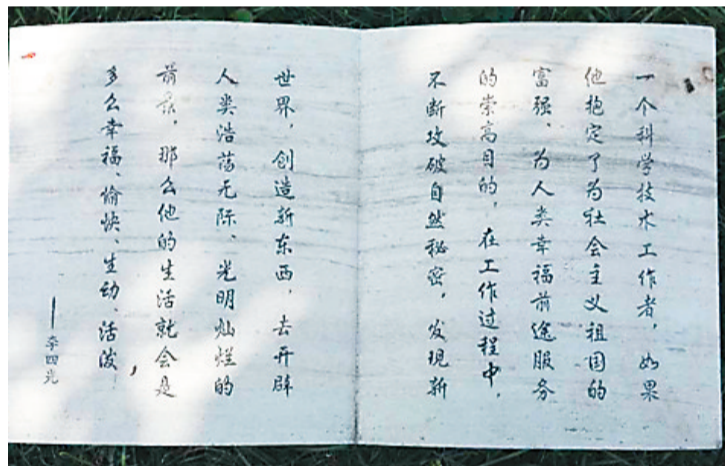 一个科学技术工作者，如果
他抱定了为社会主义祖国的
富强、为人类幸福前途服务
的崇高目的，在工作过程中，
不断攻破自然秘密，发现新
世界，创造新东西，去开辟
人类浩荡无际、光明灿烂的
前景，那么他的生活就会是
多么幸福、愉快、生动、活泼，
——李四光